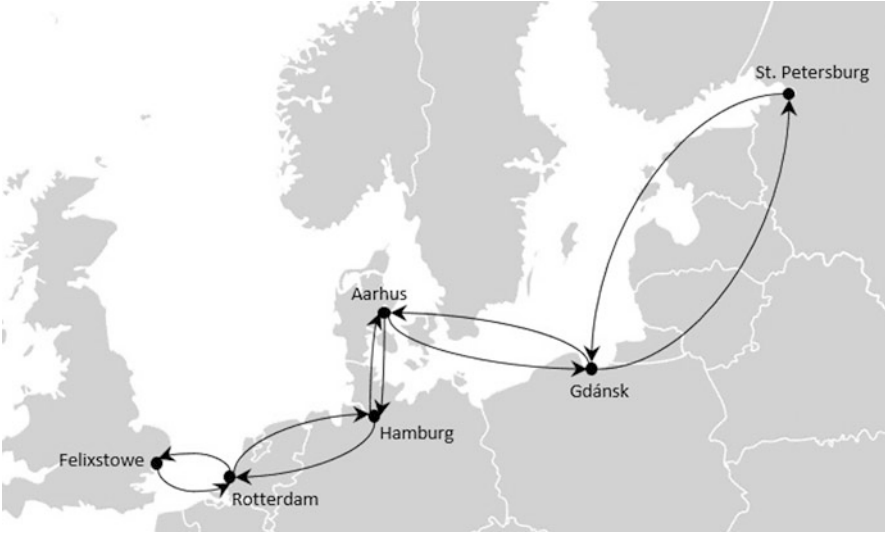 St. Petersburg
Aarhus
Gdánsk
Hamburg
Felixstowe
Rotterdam